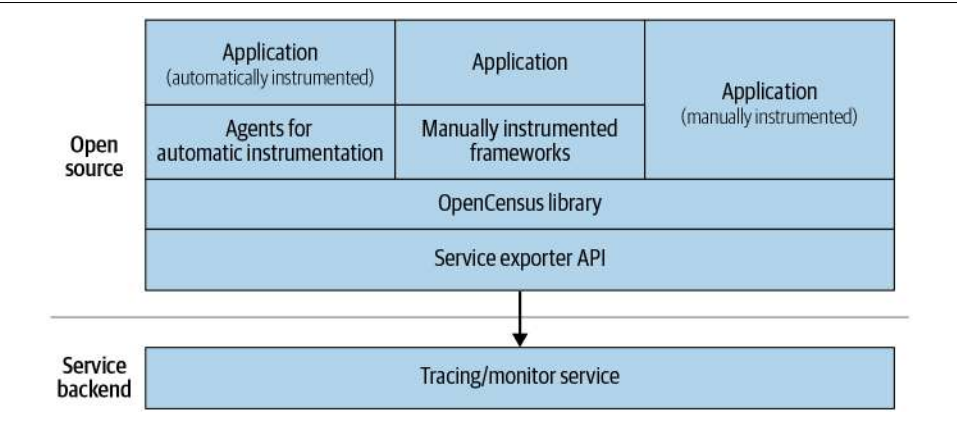 Application
(automatically instrumented)
Application
Application
(manually instrumented)
Open
source
Agents for
automatic instrumentation
Manually instrumented
frameworks
OpenCensus library
Service exporter API
Service
backend
Tracing/monitor service